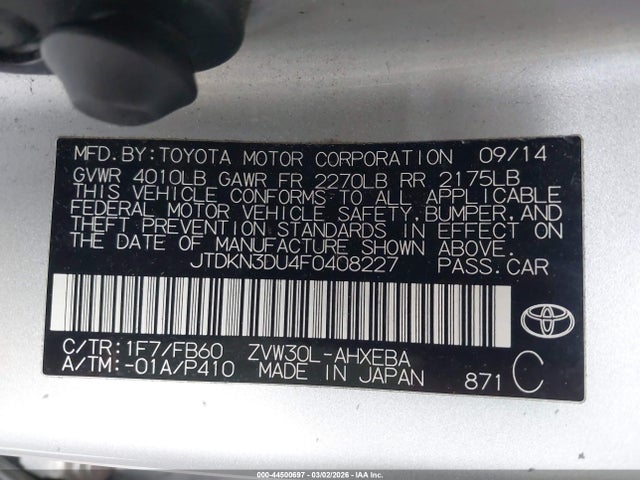 MFD.BY:TOYOTA MOTOR CORPORATION 09/14
GVWR 4010LB GAWR FR 2270LB RR 2175LB
THIS VEHICLE CONFORMS TO ALL APPLICABLE
FEDERAL MOTOR VEHICLE SAFETY,BUMPER,AND
THEFT PREVENTION STANDARDS IN EFFECT ON
THE DATE OF MANUFACTURE SHOWN ABOVE.
JTDKN3DU4F0408227 PASS.CAR
C/TR:1F7/FB60 ZVW30L-AHXEBA
A/TM:-01A/P410 MADE IN JAPAN 871 C
TOYOTA
000-44500697 - 03/02/2026 - IAA Inc.